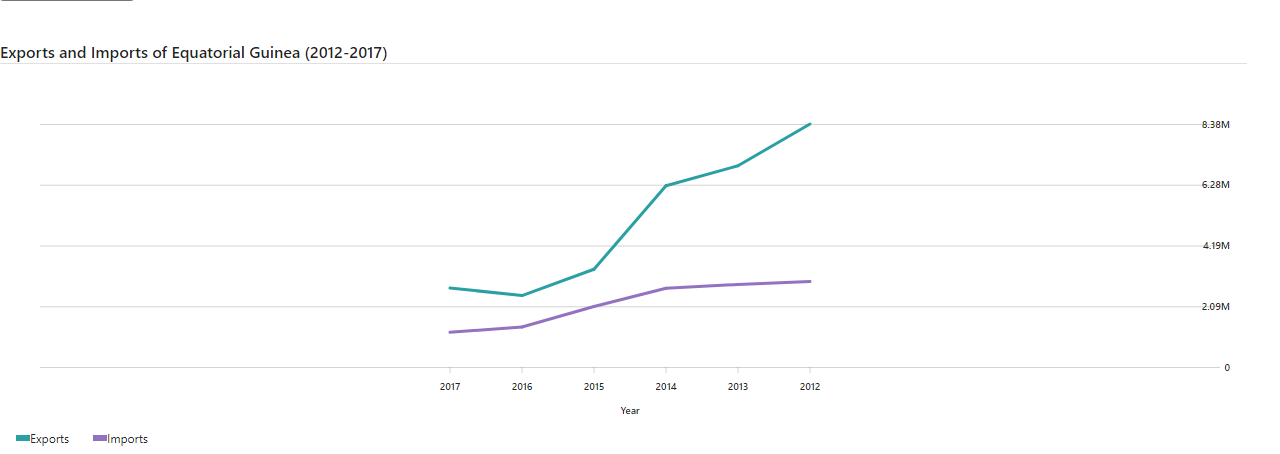 Exports and Imports of Equatorial Guinea (2012-2017)
8.38M
6.28M
4.19M
2.09M
0
2017 2016 2015 2014 2013 2012
Year
Exports Imports